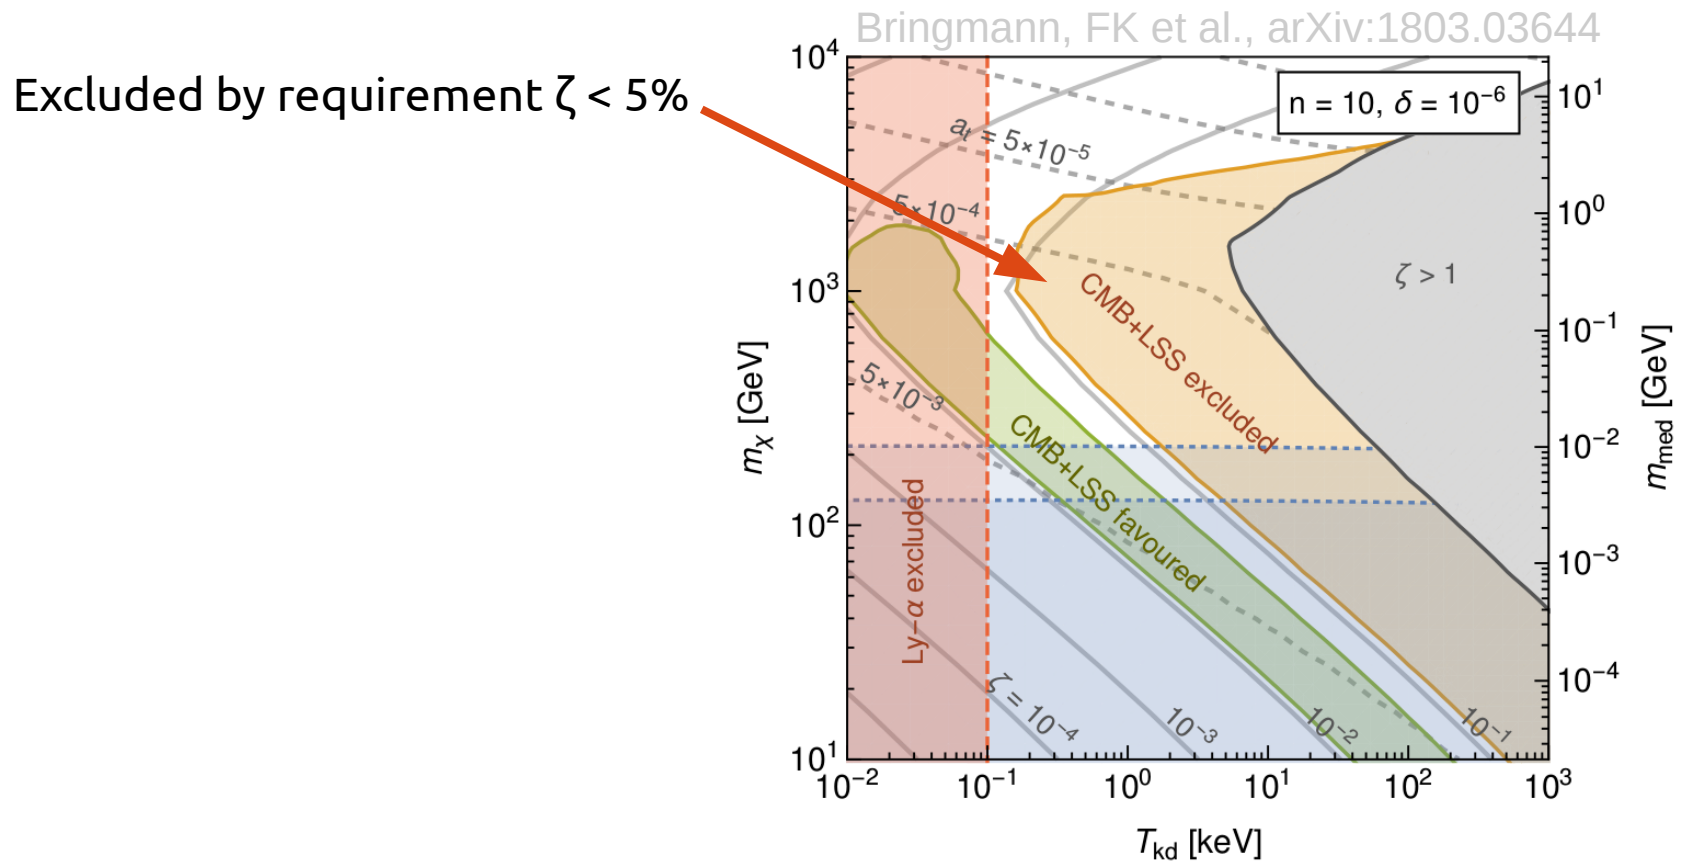 Bringmann, FK et al., arXiv:1803.03644
Excluded by requirement ζ < 5%
n = 10, δ = 10⁻⁶
aₜ = 5×10⁻⁵
5×10⁻⁴
5×10⁻³
ζ > 1
CMB+LSS excluded
CMB+LSS favoured
Ly−α excluded
ζ = 10⁻⁴
10⁻³
10⁻²
10⁻¹
mχ [GeV]
10⁴
10³
10²
10¹
10⁻²
10⁻¹
10⁰
10¹
10²
10³
T_kd [keV]
10¹
10⁰
10⁻¹
10⁻²
10⁻³
10⁻⁴
m_med [GeV]